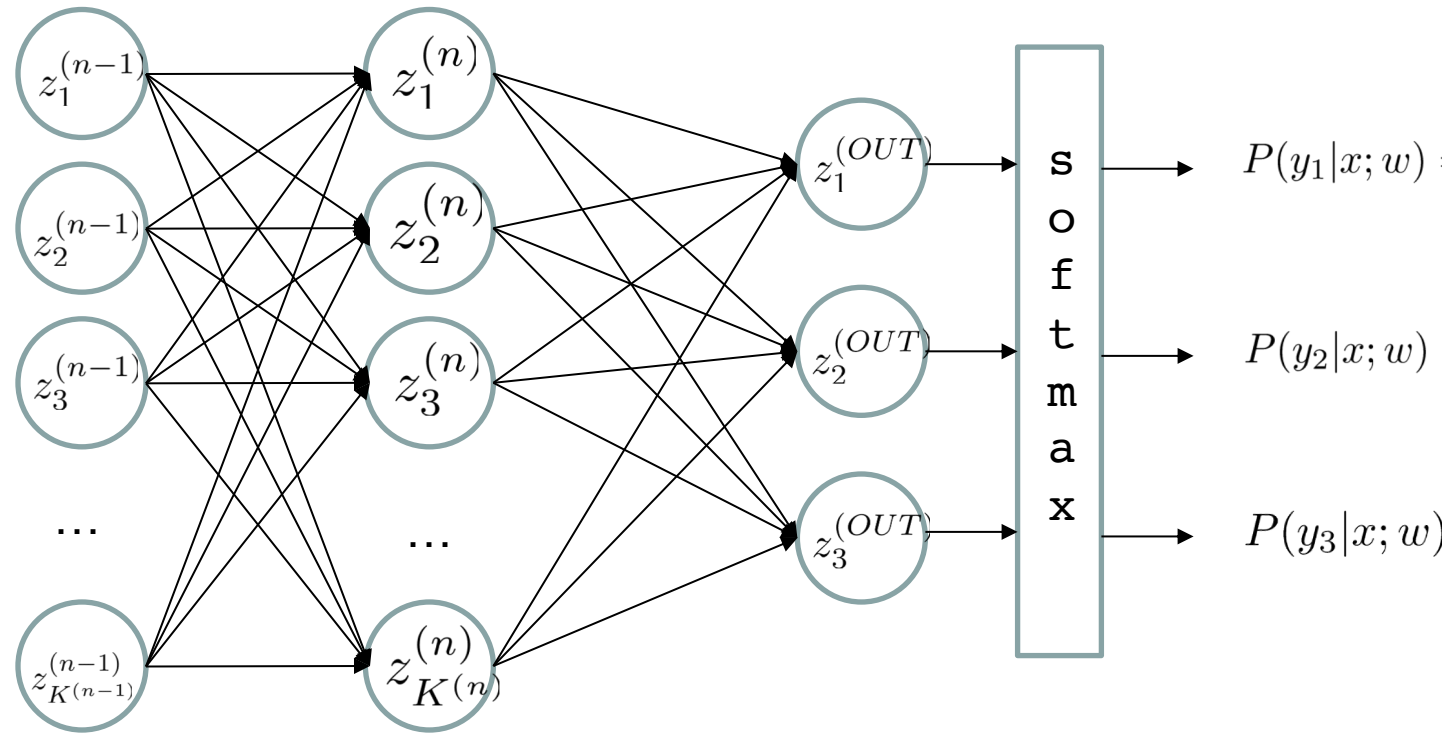 z_1^{(n-1)}
z_2^{(n-1)}
z_3^{(n-1)}
...
z_{K^{(n-1)}}^{(n-1)}
z_1^{(n)}
z_2^{(n)}
z_3^{(n)}
...
z_{K^{(n)}}^{(n)}
z_1^{(OUT)}
z_2^{(OUT)}
z_3^{(OUT)}
s
o
f
t
m
a
x
P(y_1|x; w) =
P(y_2|x; w)
P(y_3|x; w)